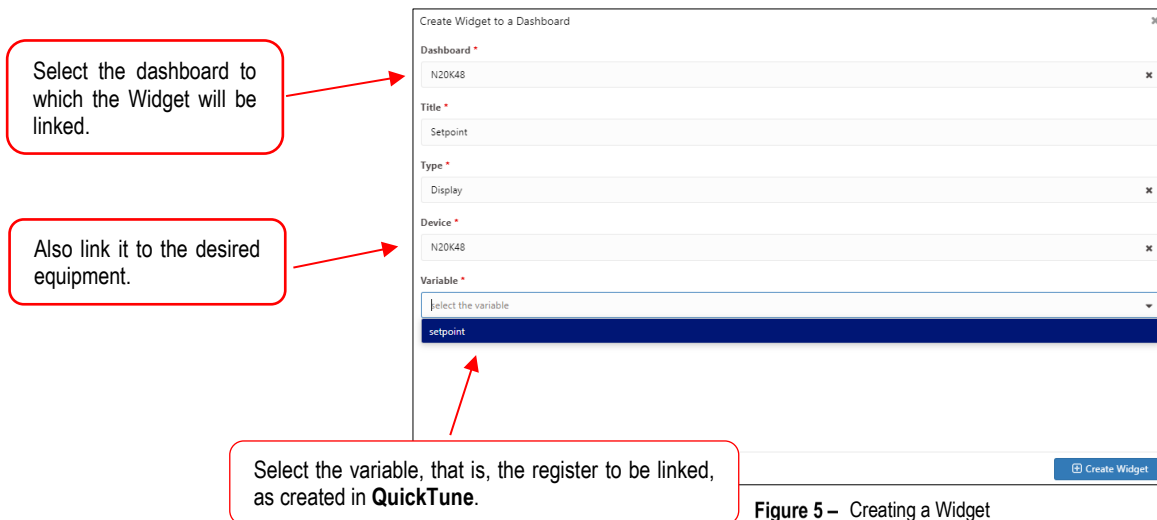 Create Widget to a Dashboard
Dashboard *
N20K48
Title *
Setpoint
Type *
Display
Device *
N20K48
Variable *
select the variable
setpoint
Create Widget
Select the dashboard to
which the Widget will be
linked.
Also link it to the desired
equipment.
Select the variable, that is, the register to be linked,
as created in QuickTune.
Figure 5 – Creating a Widget